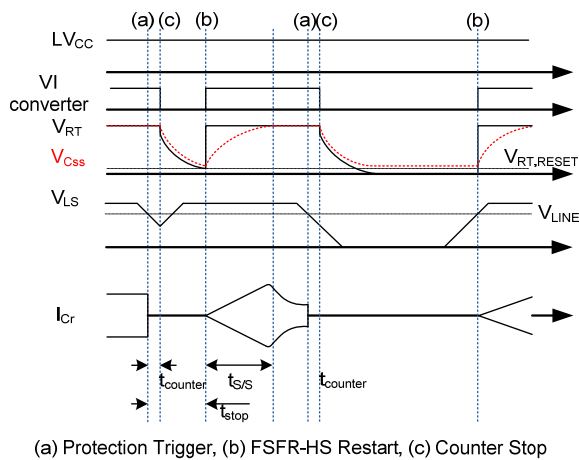 (a) (c) (b) (a) (c) (b)
LVCC
VI
converter
VRT
VCss
VRT,RESET
VLS
VLINE
ICr
tcounter tS/S tcounter
tstop
(a) Protection Trigger, (b) FSFR-HS Restart, (c) Counter Stop